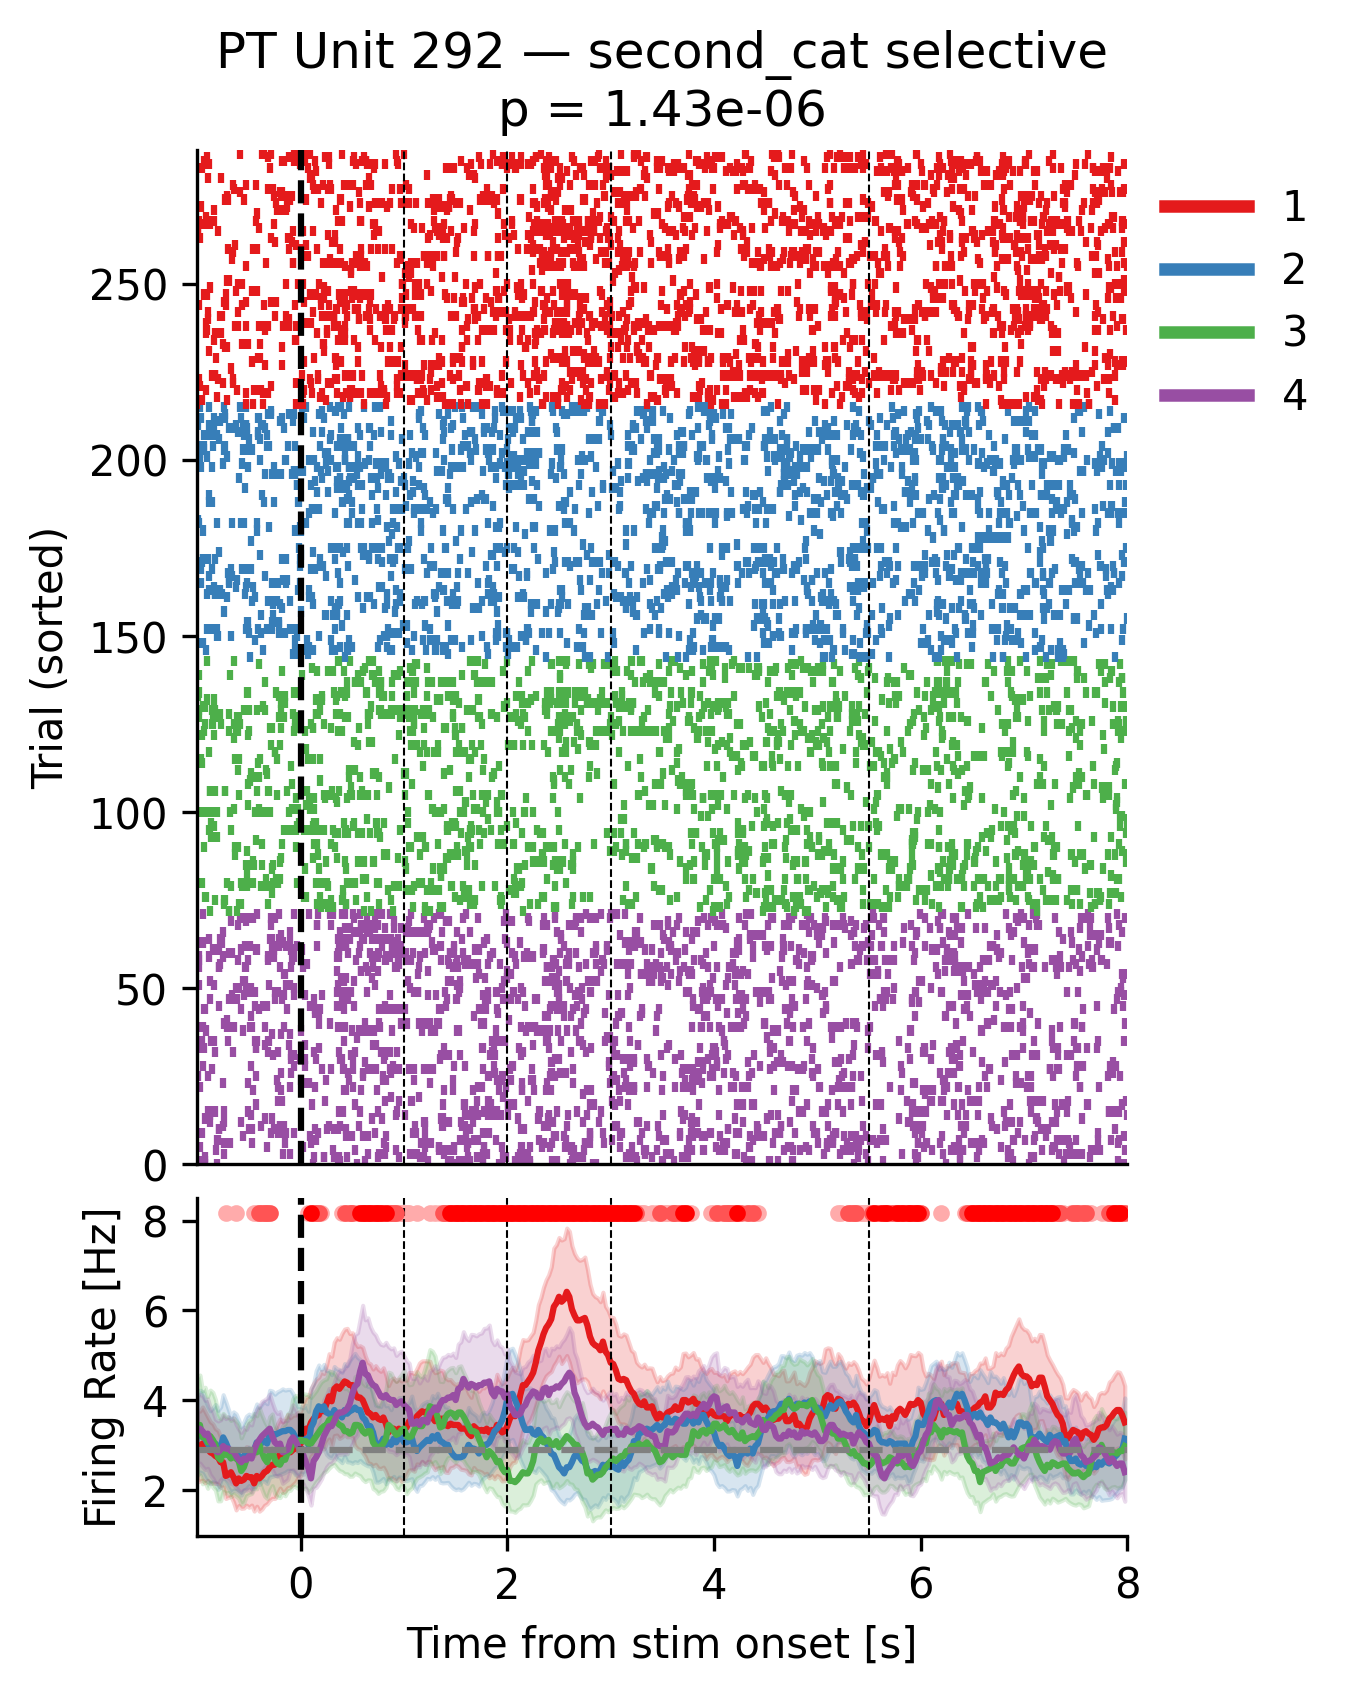 PT Unit 292 — second_cat selective
p = 1.43e-06
1
2
3
4
250
200
150
100
50
0
Trial (sorted)
8
6
4
2
Firing Rate [Hz]
0 2 4 6 8
Time from stim onset [s]